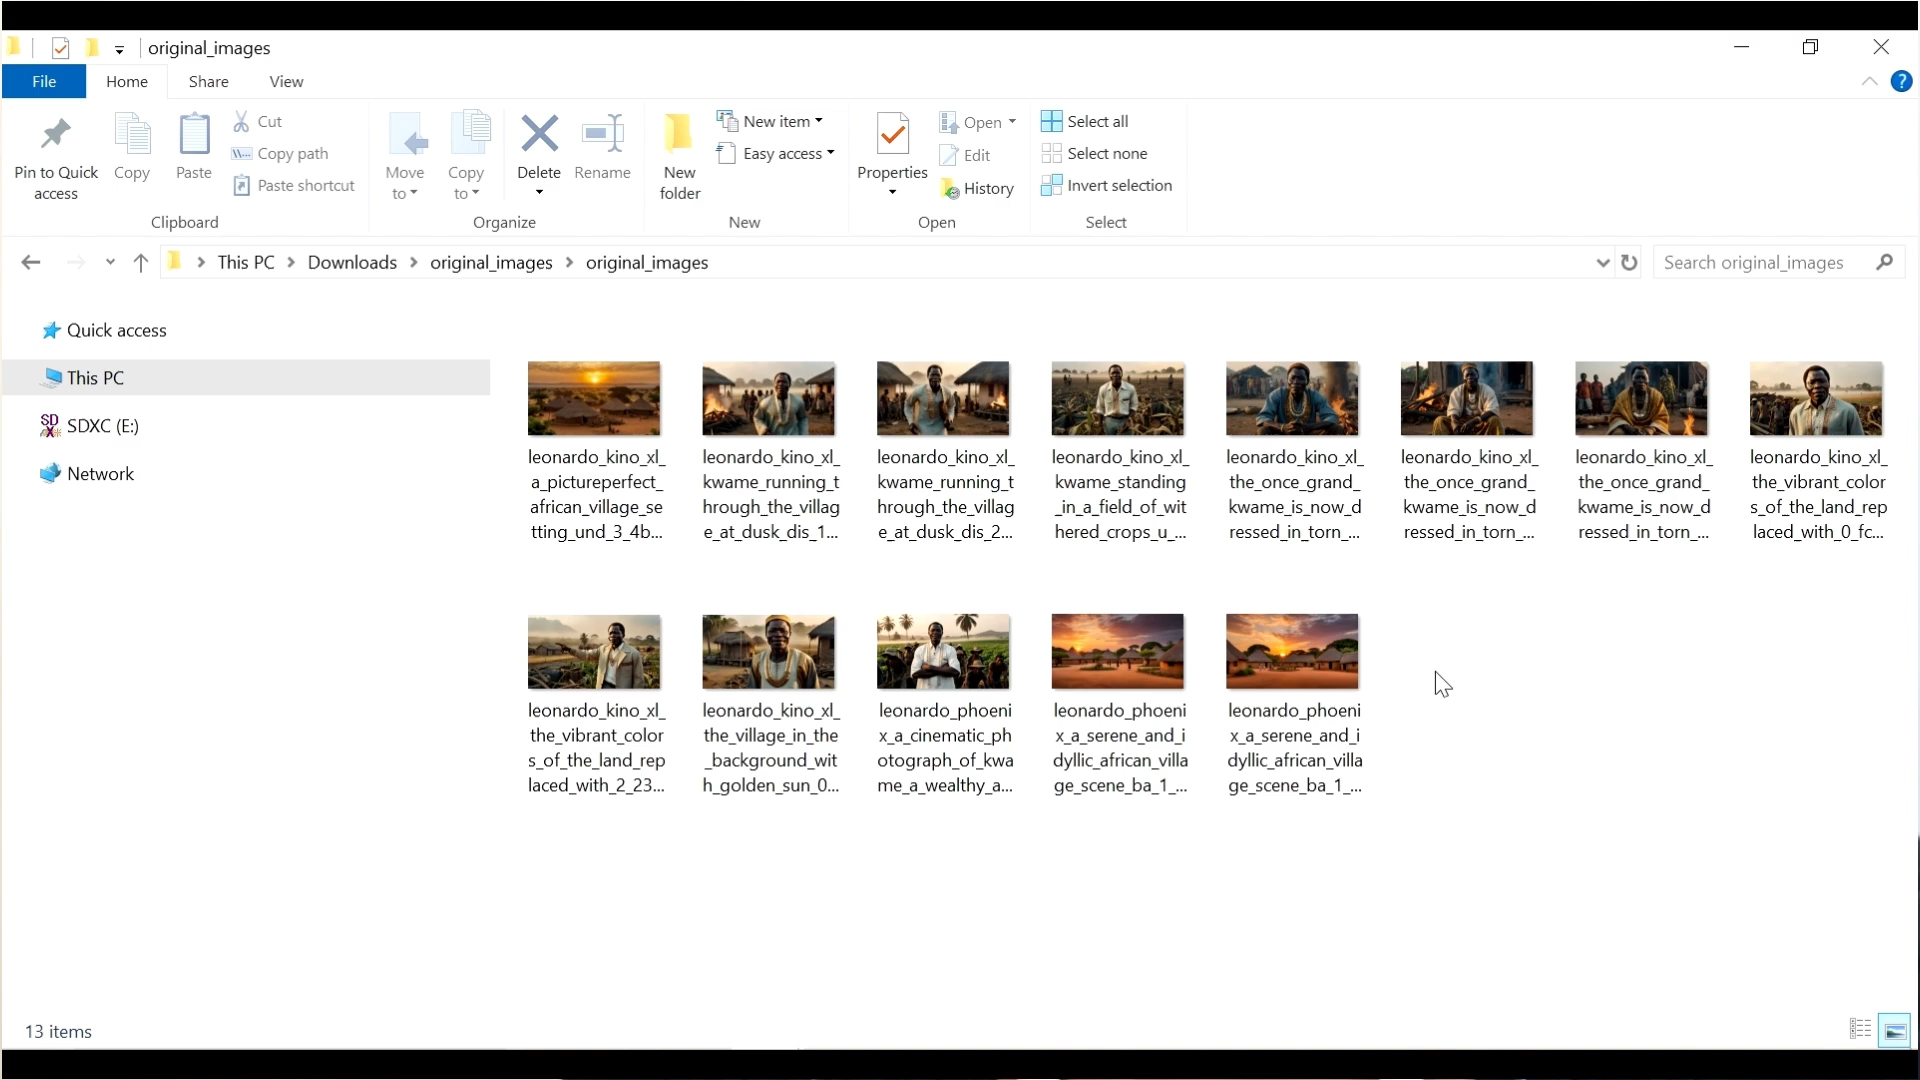 original_images
File
Home
Share
View
Pin to Quick
access
Copy
Paste
Cut
Copy path
Paste shortcut
Clipboard
Move
to
Copy
to
Delete
Rename
Organize
New
folder
New item
Easy access
New
Properties
Open
Edit
History
Open
Select all
Select none
Invert selection
Select
This PC
Downloads
original_images
original_images
Search original_images
Quick access
This PC
SDXC (E:)
Network
leonardo_kino_xl_
a_pictureperfect_
african_village_se
tting_und_3_4b...
leonardo_kino_xl_
kwame_running_t
hrough_the_villag
e_at_dusk_dis_1...
leonardo_kino_xl_
kwame_running_t
hrough_the_villag
e_at_dusk_dis_2...
leonardo_kino_xl_
kwame_standing
_in_a_field_of_wit
hered_crops_u_...
leonardo_kino_xl_
the_once_grand_
kwame_is_now_d
ressed_in_torn_...
leonardo_kino_xl_
the_once_grand_
kwame_is_now_d
ressed_in_torn_...
leonardo_kino_xl_
the_once_grand_
kwame_is_now_d
ressed_in_torn_...
leonardo_kino_xl_
the_vibrant_color
s_of_the_land_rep
laced_with_0_fc...
leonardo_kino_xl_
the_vibrant_color
s_of_the_land_rep
laced_with_2_23...
leonardo_kino_xl_
the_village_in_the
_background_wit
h_golden_sun_0...
leonardo_phoeni
x_a_cinematic_ph
otograph_of_kwa
me_a_wealthy_a...
leonardo_phoeni
x_a_serene_and_i
dyllic_african_villa
ge_scene_ba_1_...
leonardo_phoeni
x_a_serene_and_i
dyllic_african_villa
ge_scene_ba_1_...
13 items